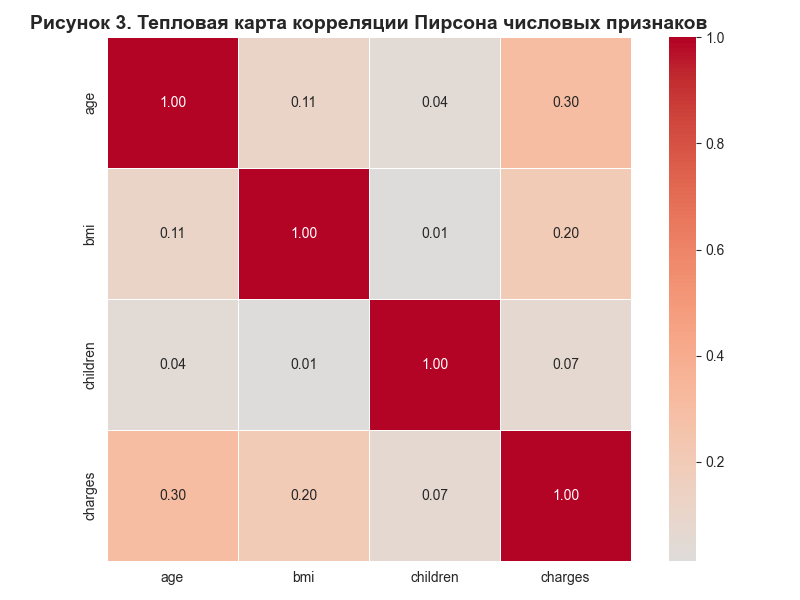 Рисунок 3. Тепловая карта корреляции Пирсона числовых признаков
age 1.00 0.11 0.04 0.30
bmi 0.11 1.00 0.01 0.20
children 0.04 0.01 1.00 0.07
charges 0.30 0.20 0.07 1.00
age bmi children charges
1.0
0.8
0.6
0.4
0.2